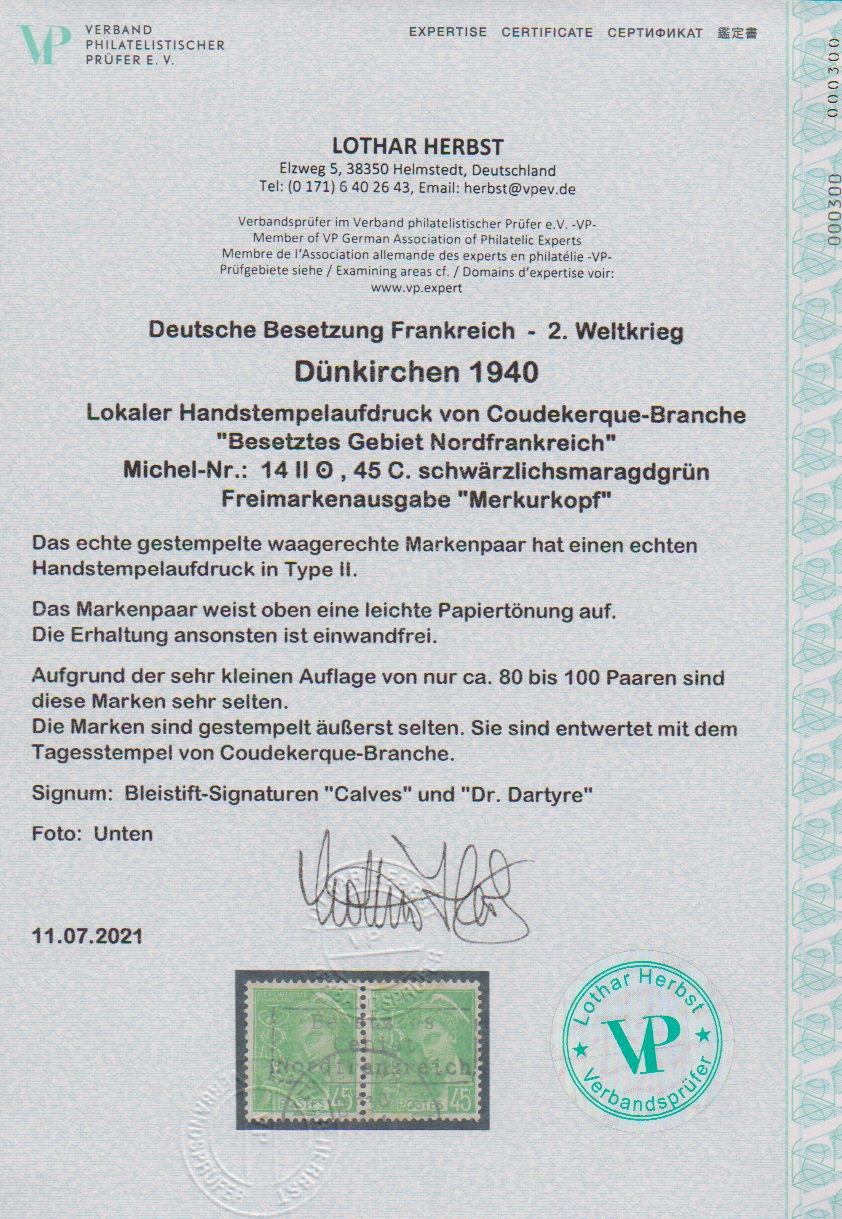 VP VERBAND
PHILATELISTISCHER
PRÜFER E. V.
EXPERTISE CERTIFICATE СЕРТИФИКАТ 鑑定書
000300
000300
LOTHAR HERBST
Elzweg 5, 38350 Helmstedt, Deutschland
Tel: (0 171) 6 40 26 43, Email: herbst@vpev.de
Verbandsprüfer im Verband philatelistischer Prüfer e.V. -VP-
Member of VP German Association of Philatelic Experts
Membre de l'Association allemande des experts en philatélie -VP-
Prüfgebiete siehe / Examining areas cf. / Domains d'expertise voir:
www.vp.expert
Deutsche Besetzung Frankreich - 2. Weltkrieg
Dünkirchen 1940
Lokaler Handstempelaufdruck von Coudekerque-Branche
"Besetztes Gebiet Nordfrankreich"
Michel-Nr.: 14 II ʘ , 45 C. schwärzlichsmaragdgrün
Freimarkenausgabe "Merkurkopf"
Das echte gestempelte waagerechte Markenpaar hat einen echten
Handstempelaufdruck in Type II.
Das Markenpaar weist oben eine leichte Papiertönung auf.
Die Erhaltung ansonsten ist einwandfrei.
Aufgrund der sehr kleinen Auflage von nur ca. 80 bis 100 Paaren sind
diese Marken sehr selten.
Die Marken sind gestempelt äußerst selten. Sie sind entwertet mit dem
Tagesstempel von Coudekerque-Branche.
Signum: Bleistift-Signaturen "Calves" und "Dr. Dartyre"
Foto: Unten
11.07.2021
Besetztes
Gebiet
Nordfrankreich
POSTES 45 POSTES 45
Lothar Herbst
VP
Verbandsprüfer